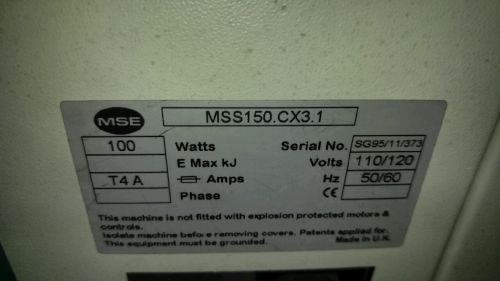 MSE MSS150.CX3.1
100 Watts Serial No. SG95/11/373
E Max kJ Volts 110/120
T4 A Amps Hz 50/60
Phase CE
This machine is not fitted with explosion protected motors &
controls.
Isolate machine before removing covers. Patents applied for.
This equipment must be grounded. Made in U.K.